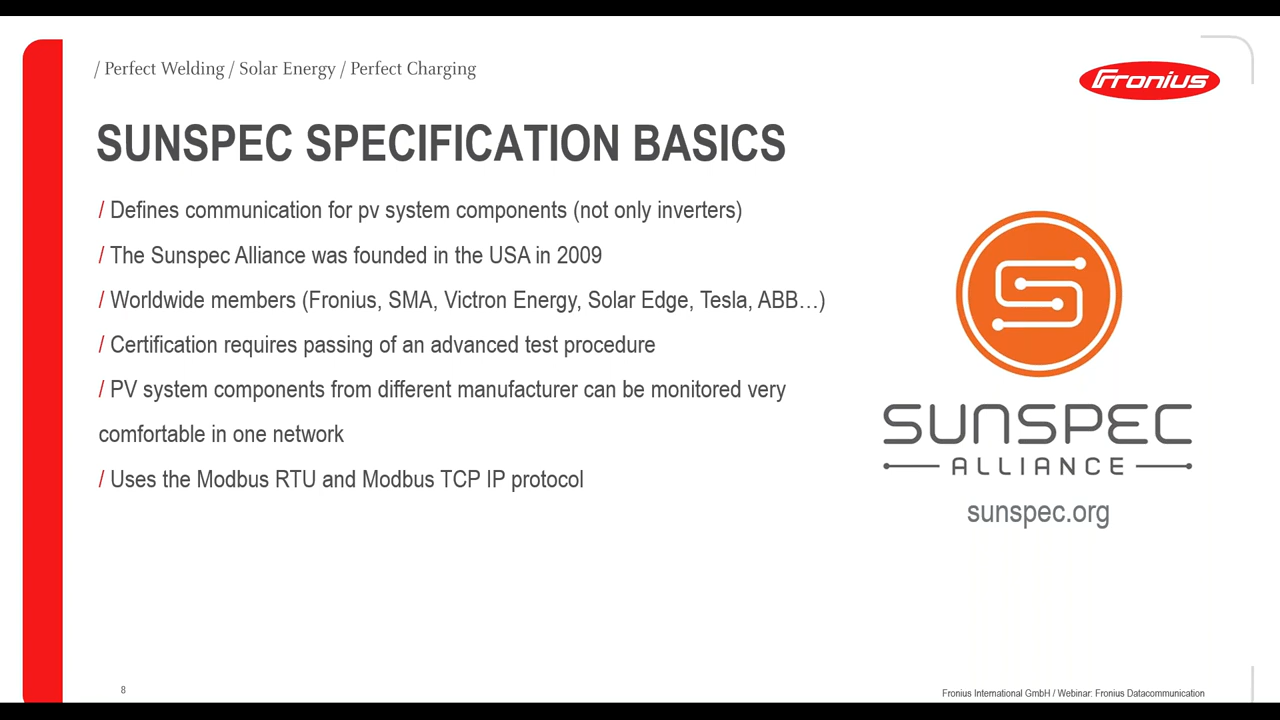 / Perfect Welding / Solar Energy / Perfect Charging
Fronius
SUNSPEC SPECIFICATION BASICS
/ Defines communication for pv system components (not only inverters)
/ The Sunspec Alliance was founded in the USA in 2009
/ Worldwide members (Fronius, SMA, Victron Energy, Solar Edge, Tesla, ABB…)
/ Certification requires passing of an advanced test procedure
/ PV system components from different manufacturer can be monitored very
comfortable in one network
/ Uses the Modbus RTU and Modbus TCP IP protocol
SUNSPEC
ALLIANCE
sunspec.org
8
Fronius International GmbH / Webinar: Fronius Datacommunication